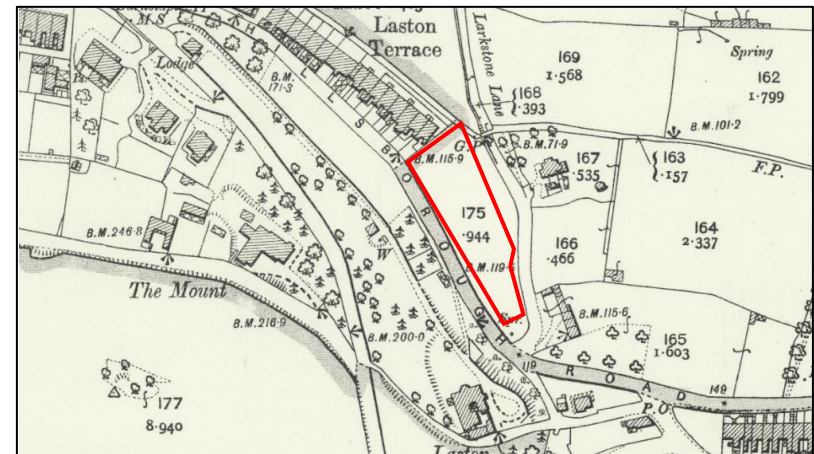 M.S
Lodge
B.M.
171.3
HILLSBOROUGH ROAD
Laston
Terrace
Larkstone Lane
168
.393
169
1.568
Spring
162
1.799
B.M.101.2
G.P.
B.M.71.9
B.M.115.9
167
.535
163
.157
F.P.
175
.944
164
2.337
B.M.246.8
W
166
.466
The Mount
B.M.119.
B.M.216.9
B.M.200.0
B.M.115.6
165
1.603
119
149
P.O.
177
8.940
Laston